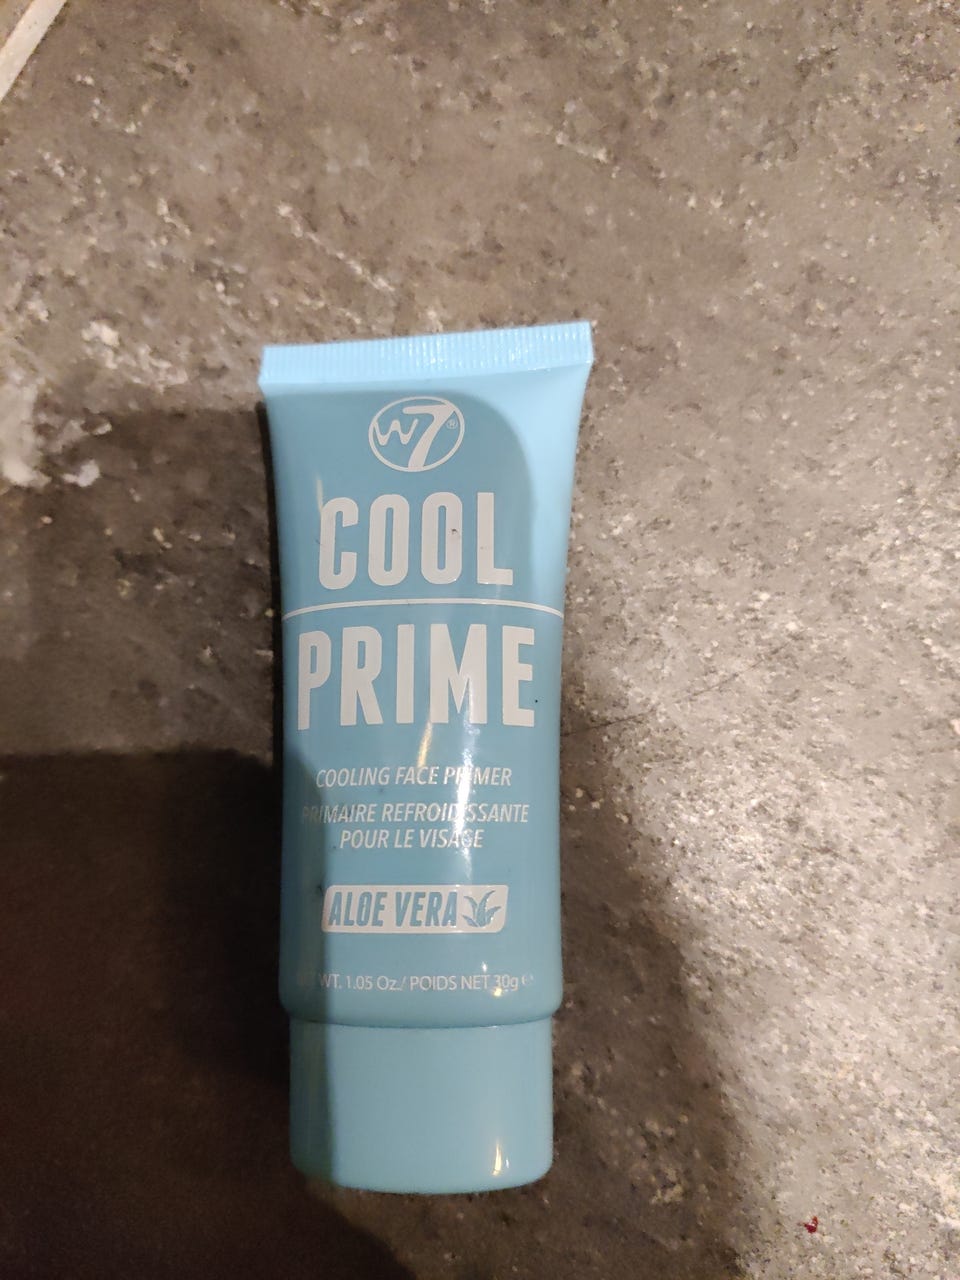 W7®
COOL
PRIME
COOLING FACE PRIMER
PRIMAIRE REFROIDISSANTE
POUR LE VISAGE
ALOE VERA
WT. 1.05 Oz./ POIDS NET 30g e